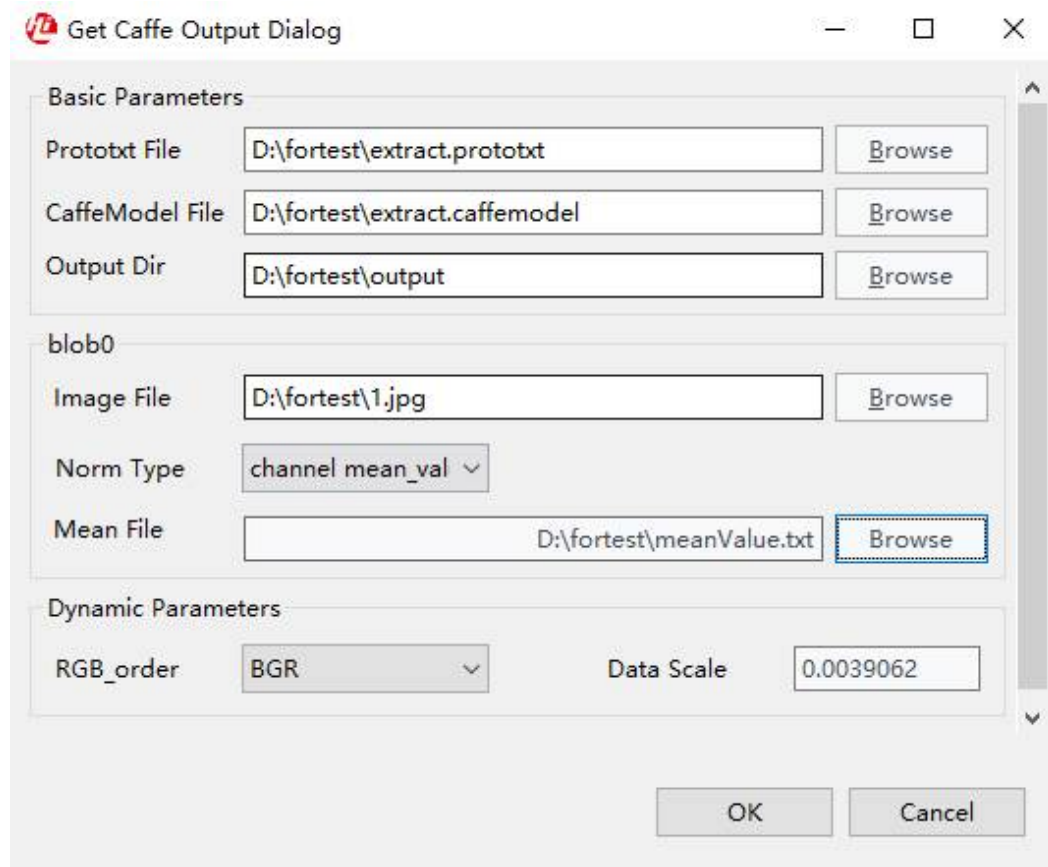 Get Caffe Output Dialog
Basic Parameters
Prototxt File D:\fortest\extract.prototxt Browse
CaffeModel File D:\fortest\extract.caffemodel Browse
Output Dir D:\fortest\output Browse
blob0
Image File D:\fortest\1.jpg Browse
Norm Type channel mean_val
Mean File D:\fortest\meanValue.txt Browse
Dynamic Parameters
RGB_order BGR Data Scale 0.0039062
OK Cancel